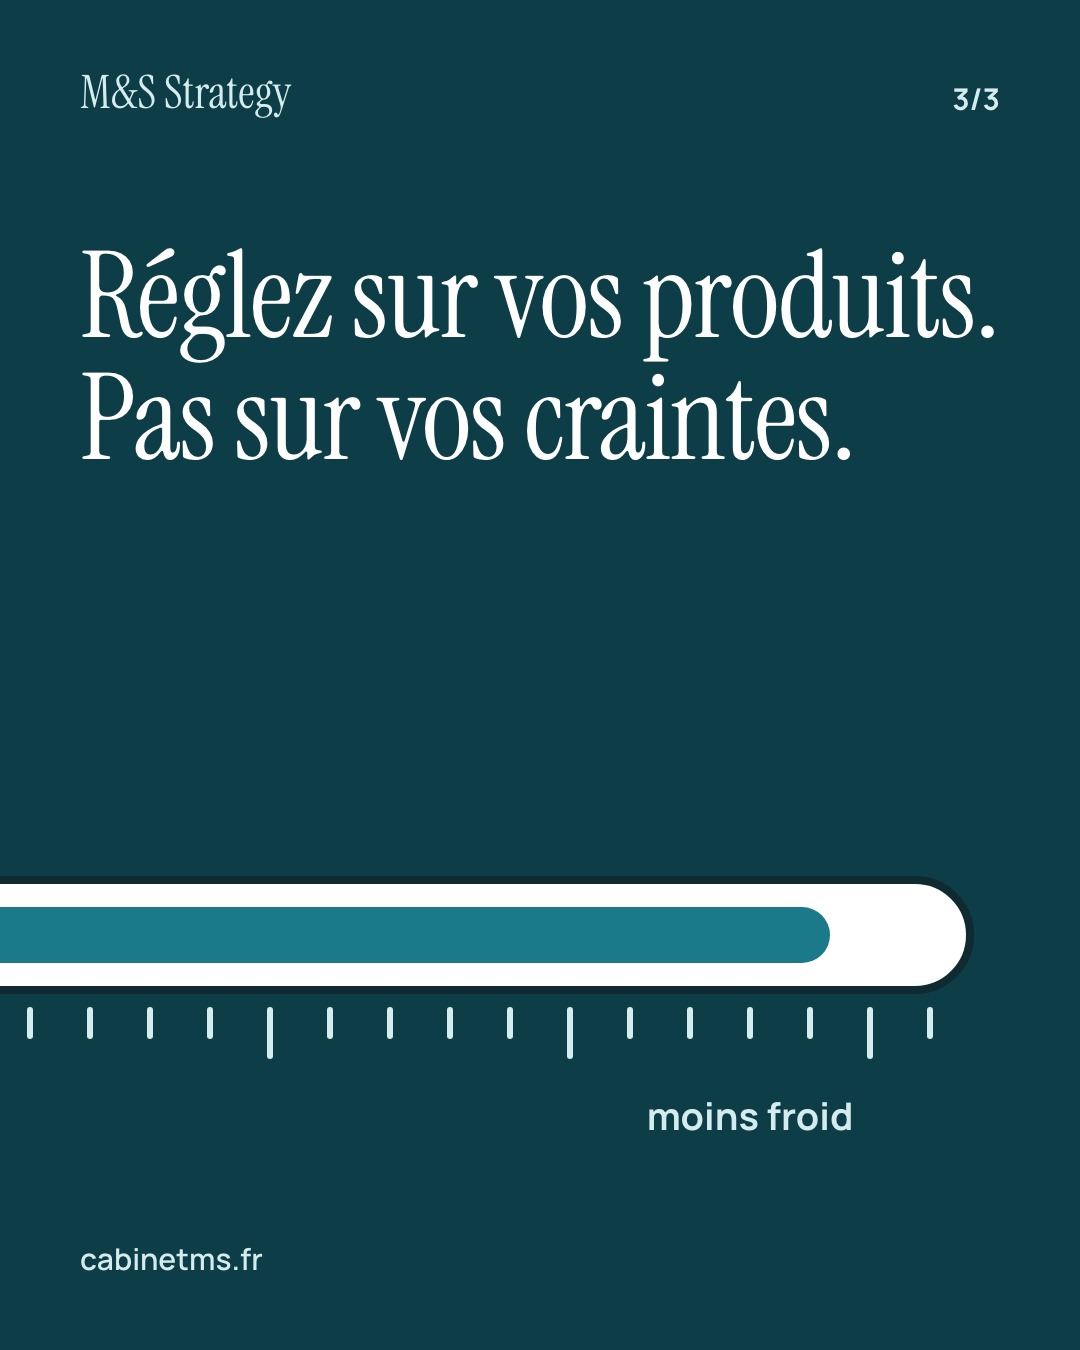 M&S Strategy
3/3
Réglez sur vos produits.
Pas sur vos craintes.
moins froid
cabinetms.fr